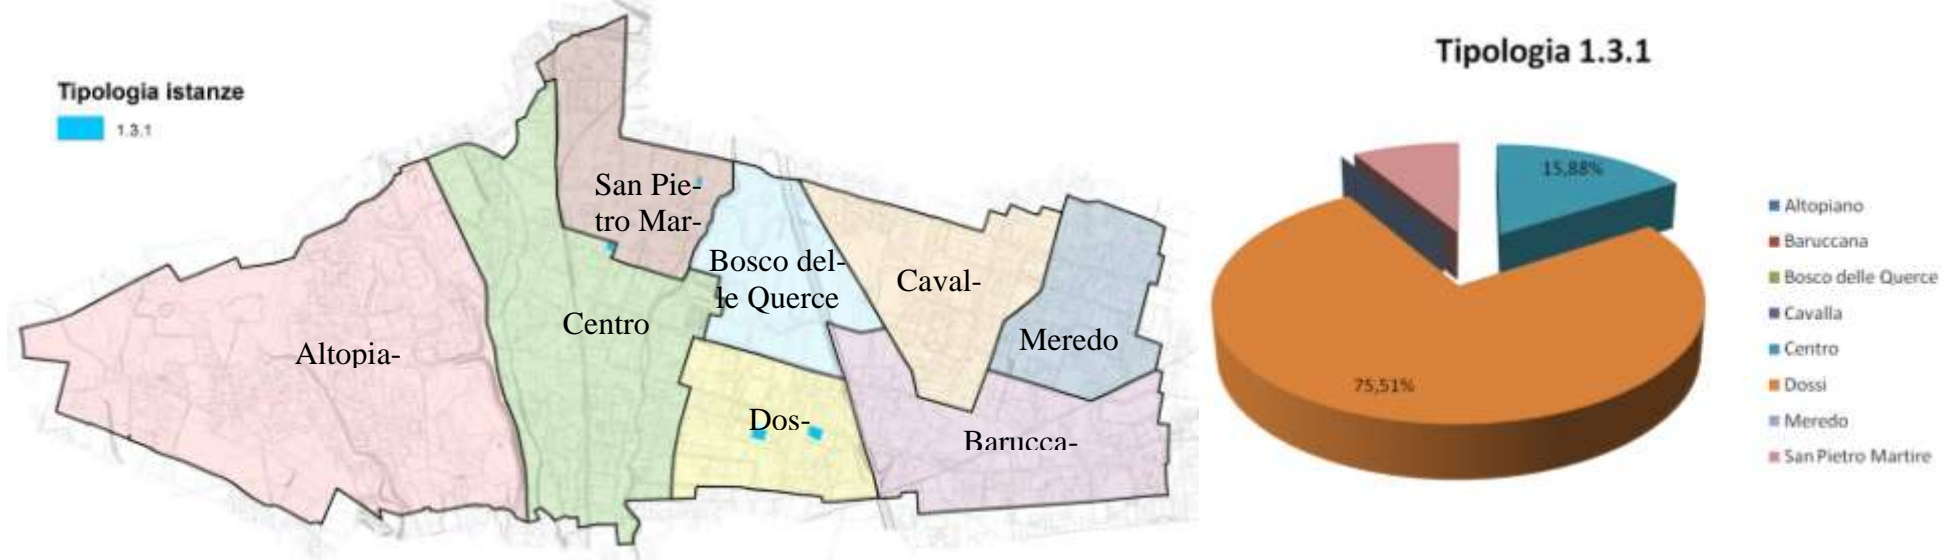 Tipologia istanze
1.3.1
San Pie-
tro Mar-
Bosco del-
le Querce
Caval-
Centro
Meredo
Altopia-
Dos-
Barucca-
Tipologia 1.3.1
15,88%
75,51%
Altopiano
Baruccana
Bosco delle Querce
Cavalla
Centro
Dossi
Meredo
San Pietro Martire